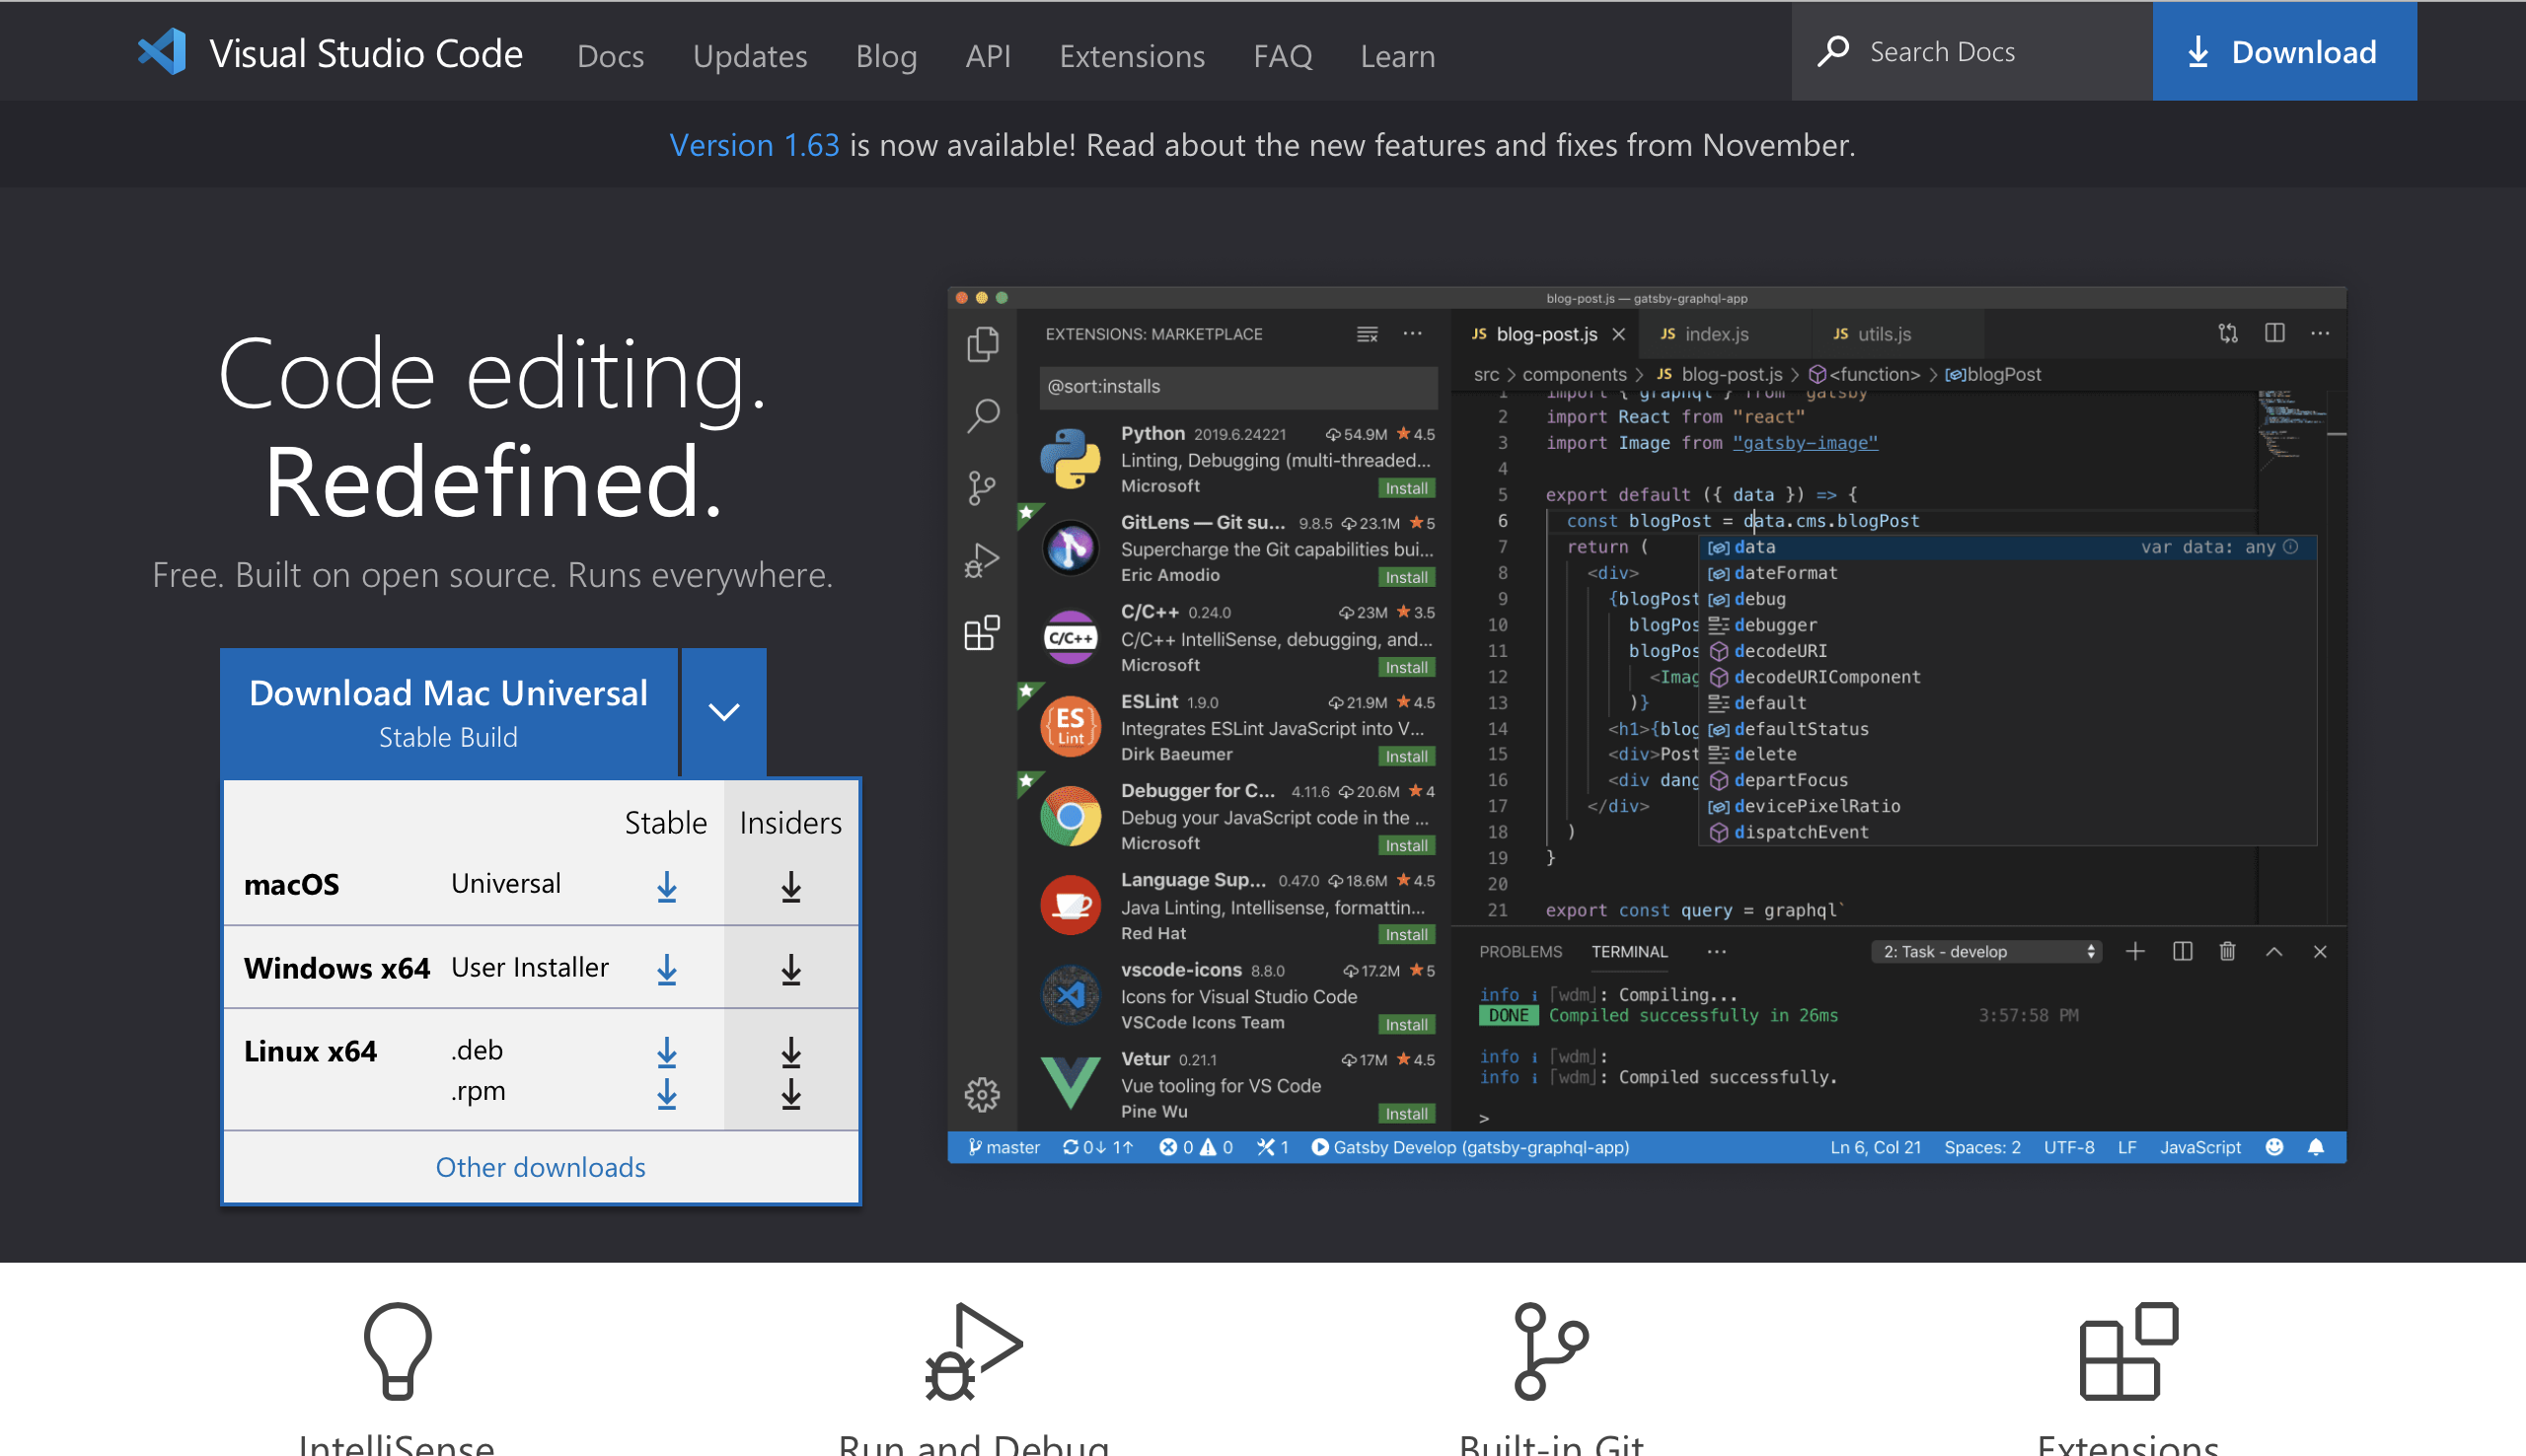 Visual Studio Code Docs Updates Blog API Extensions FAQ Learn Search Docs Download
Version 1.63 is now available! Read about the new features and fixes from November.
Code editing.
Redefined.
Free. Built on open source. Runs everywhere.
Download Mac Universal
Stable Build
Stable Insiders
macOS Universal
Windows x64 User Installer
Linux x64 .deb
.rpm
Other downloads
blog-post.js — gatsby-graphql-app
EXTENSIONS: MARKETPLACE
@sort:installs
Python 2019.6.24221 54.9M 4.5
Linting, Debugging (multi-threaded...
Microsoft Install
GitLens — Git su... 9.8.5 23.1M 5
Supercharge the Git capabilities bui...
Eric Amodio Install
C/C++
C/C++ 0.24.0 23M 3.5
C/C++ IntelliSense, debugging, and...
Microsoft Install
ES
Lint
ESLint 1.9.0 21.9M 4.5
Integrates ESLint JavaScript into V...
Dirk Baeumer Install
Debugger for C... 4.11.6 20.6M 4
Debug your JavaScript code in the ...
Microsoft Install
Language Sup... 0.47.0 18.6M 4.5
Java Linting, Intellisense, formattin...
Red Hat Install
vscode-icons 8.8.0 17.2M 5
Icons for Visual Studio Code
VSCode Icons Team Install
Vetur 0.21.1 17M 4.5
Vue tooling for VS Code
Pine Wu Install
JS blog-post.js JS index.js JS utils.js
src > components > JS blog-post.js > <function> > blogPost
1 import { graphql } from "gatsby"
2 import React from "react"
3 import Image from "gatsby-image"
4
5 export default ({ data }) => {
6 const blogPost = data.cms.blogPost
7 return (
8 <div>
9 {blogPost
10 blogPos
11 blogPos
12 <Imag
13 )}
14 <h1>{blog
15 <div>Post
16 <div dang
17 </div>
18 )
19 }
20
21 export const query = graphql`
data var data: any
dateFormat
debug
debugger
decodeURI
decodeURIComponent
default
defaultStatus
delete
departFocus
devicePixelRatio
dispatchEvent
PROBLEMS TERMINAL ··· 2: Task - develop
info i ｢wdm｣: Compiling...
DONE Compiled successfully in 26ms 3:57:58 PM
info i ｢wdm｣:
info i ｢wdm｣: Compiled successfully.
>
master 0↓ 1↑ 0 0 1 Gatsby Develop (gatsby-graphql-app) Ln 6, Col 21 Spaces: 2 UTF-8 LF JavaScript
IntelliSense Run and Debug Built-in Git Extensions